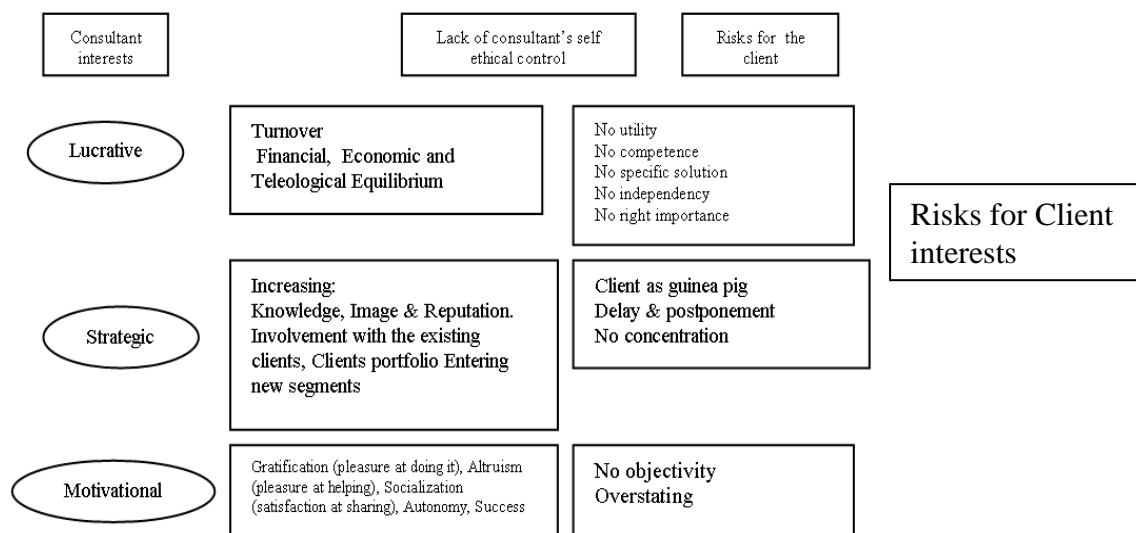 Consultant
interests
Lack of consultant's self
ethical control
Risks for the
client
Lucrative
Turnover
Financial, Economic and
Teleological Equilibrium
No utility
No competence
No specific solution
No independency
No right importance
Risks for Client
interests
Strategic
Increasing:
Knowledge, Image & Reputation.
Involvement with the existing
clients, Clients portfolio Entering
new segments
Client as guinea pig
Delay & postponement
No concentration
Motivational
Gratification (pleasure at doing it), Altruism
(pleasure at helping), Socialization
(satisfaction at sharing), Autonomy, Success
No objectivity
Overstating